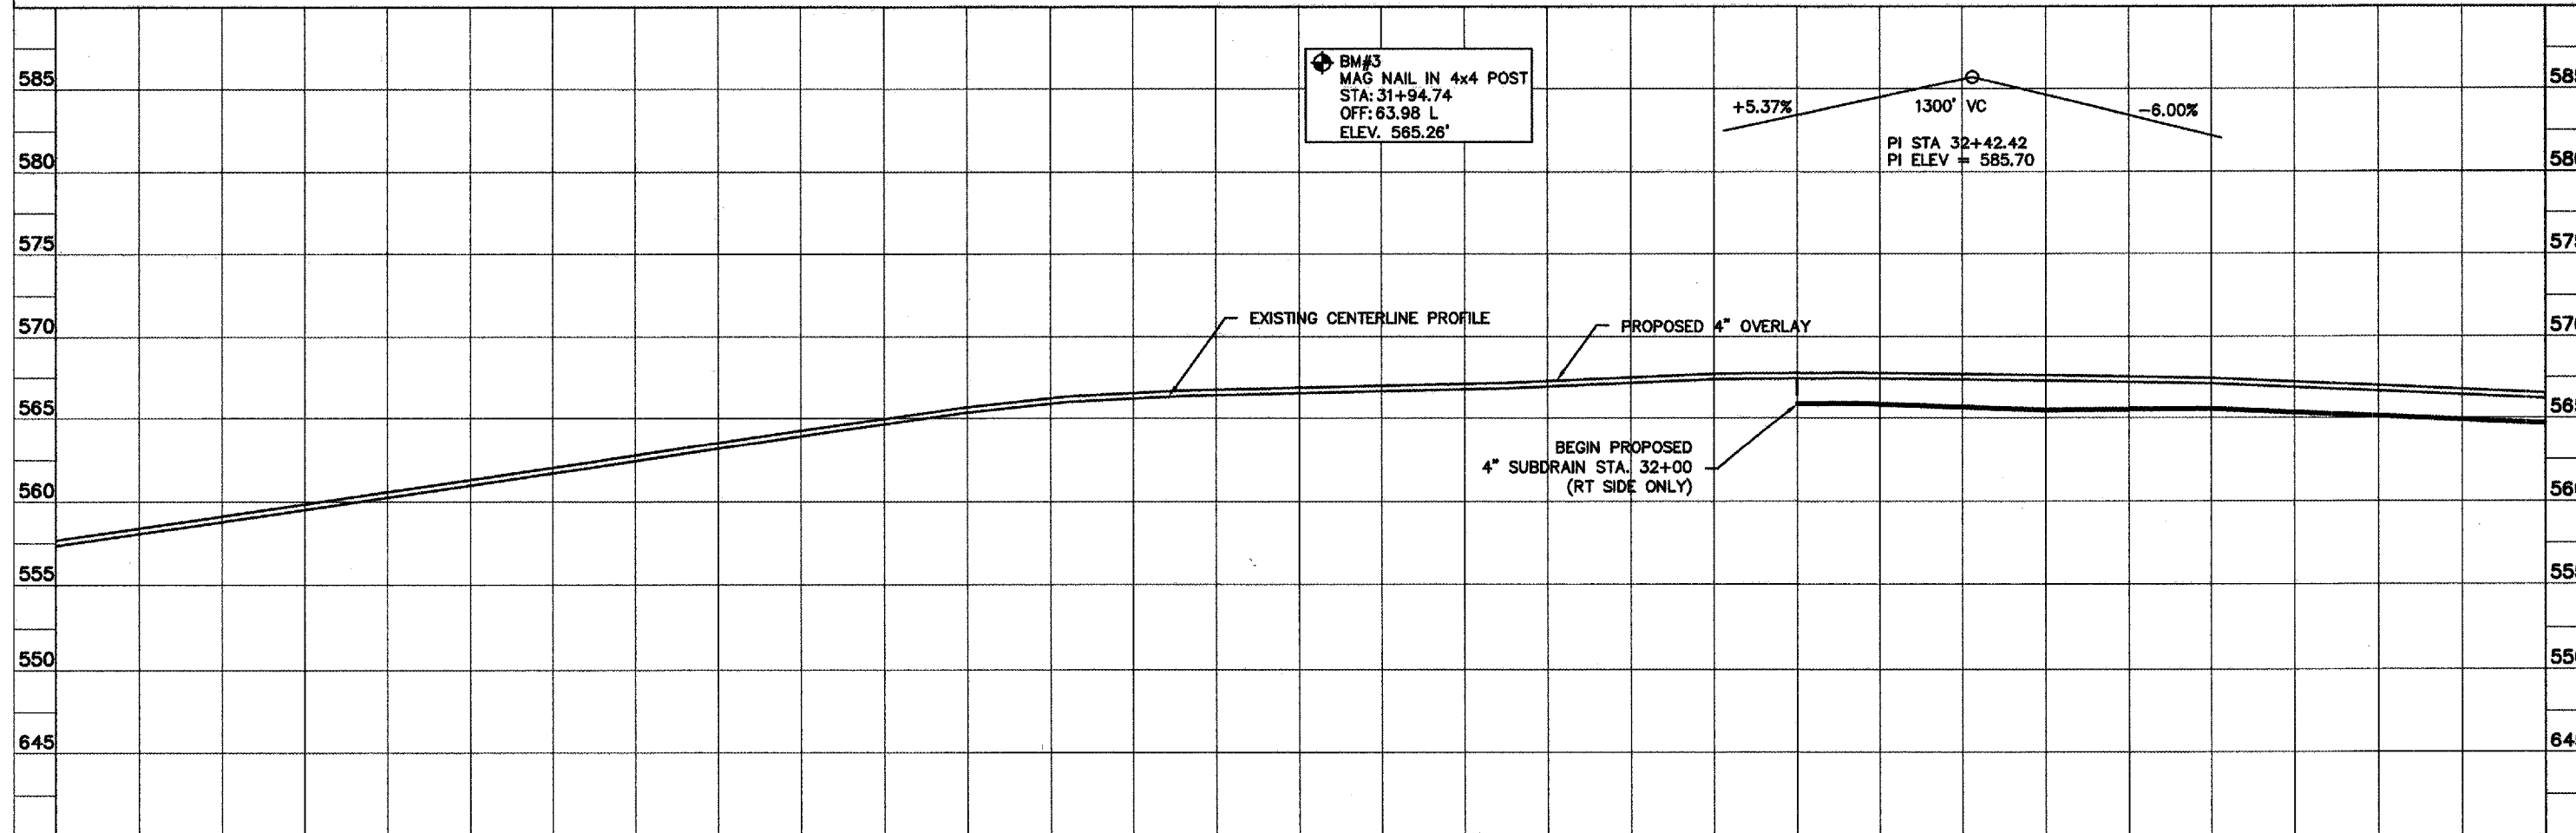 BM#3
MAG NAIL IN 4x4 POST
STA: 31+94.74
OFF: 63.98 L
ELEV. 565.26'
+5.37%
1300' VC
-6.00%
PI STA 32+42.42
PI ELEV = 585.70
EXISTING CENTERLINE PROFILE
PROPOSED 4" OVERLAY
BEGIN PROPOSED
4" SUBDRAIN STA. 32+00
(RT SIDE ONLY)
585
580
575
570
565
560
555
550
645